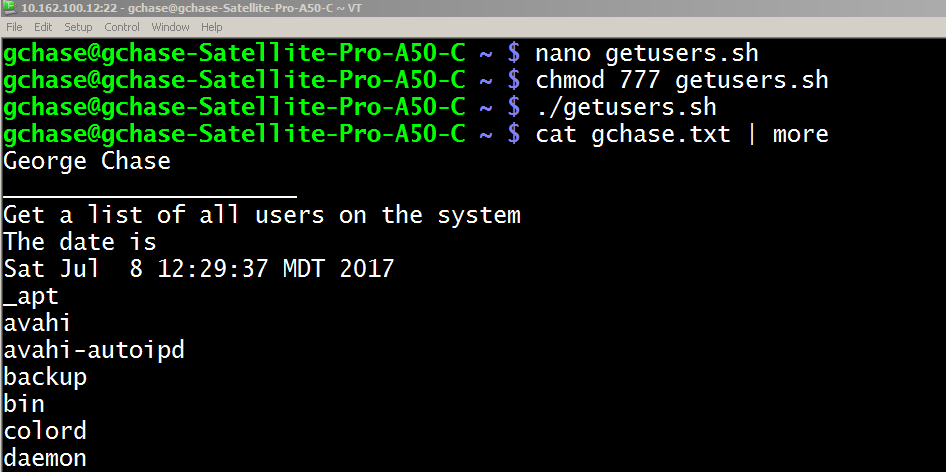 10.162.100.12:22 - gchase@gchase-Satellite-Pro-A50-C ~ VT
File Edit Setup Control Window Help
gchase@gchase-Satellite-Pro-A50-C ~ $ nano getusers.sh
gchase@gchase-Satellite-Pro-A50-C ~ $ chmod 777 getusers.sh
gchase@gchase-Satellite-Pro-A50-C ~ $ ./getusers.sh
gchase@gchase-Satellite-Pro-A50-C ~ $ cat gchase.txt | more
George Chase
_____________________
Get a list of all users on the system
The date is
Sat Jul  8 12:29:37 MDT 2017
_apt
avahi
avahi-autoipd
backup
bin
colord
daemon